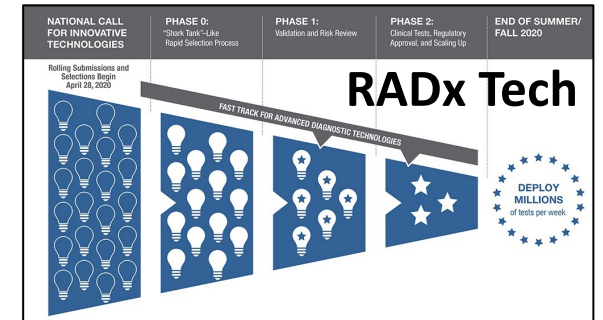 NATIONAL CALL
FOR INNOVATIVE
TECHNOLOGIES
PHASE 0:
"Shark Tank"–Like
Rapid Selection Process
PHASE 1:
Validation and Risk Review
PHASE 2:
Clinical Tests, Regulatory
Approval, and Scaling Up
END OF SUMMER/
FALL 2020
Rolling Submissions and
Selections Begin
April 28, 2020
RADx Tech
FAST TRACK FOR ADVANCED DIAGNOSTIC TECHNOLOGIES
DEPLOY
MILLIONS
of tests per week